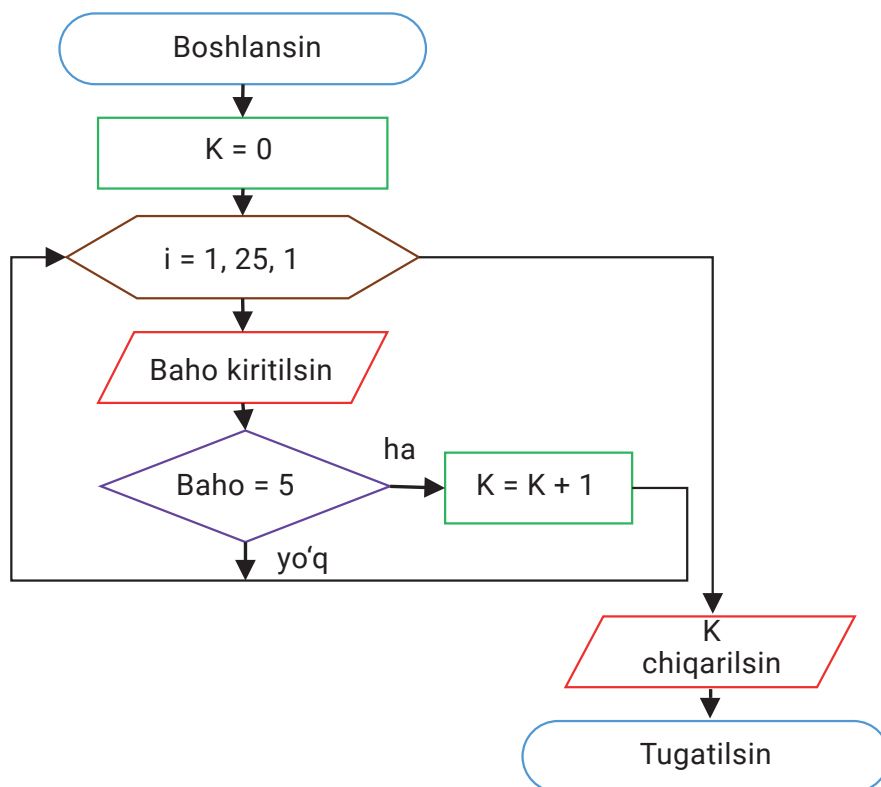 Boshlansin
K = 0
i = 1, 25, 1
Baho kiritilsin
Baho = 5
ha
K = K + 1
yo‘q
K
chiqarilsin
Tugatilsin